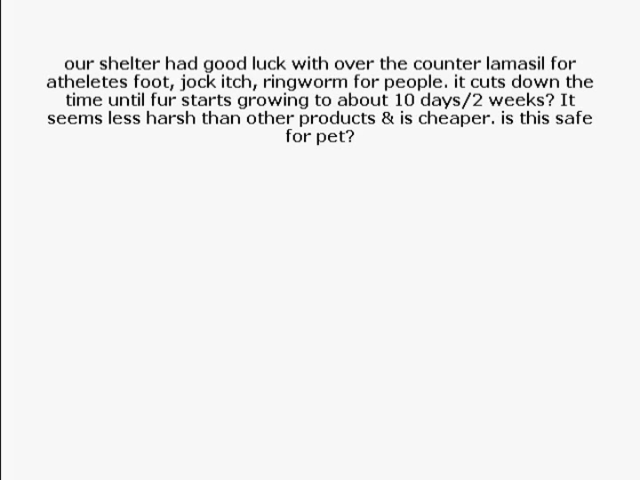 our shelter had good luck with over the counter lamasil for
atheletes foot, jock itch, ringworm for people. it cuts down the
time until fur starts growing to about 10 days/2 weeks? It
seems less harsh than other products & is cheaper. is this safe
for pet?